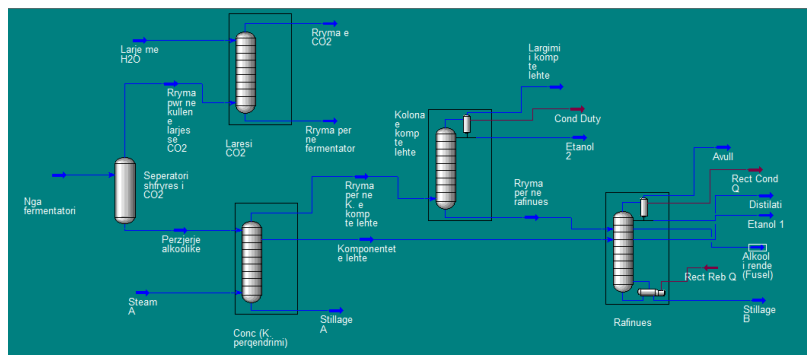 Larje me
H2O
Rryma e
CO2
Rryma
pwr ne
kullen
e
larjes
se
CO2
Laresi
CO2
Rryma per ne
fermentator
Nga
fermentatori
Seperatori
shfryres i
CO2
Perzjerje
alkoolike
Steam
A
Conc (K.
perqendrimi)
Stillage
A
Rryma
per ne
K. e
komp
te lehte
Komponentet
e lehte
Kolona
e
komp te
lehte
Largimi
i komp
te
lehte
Cond Duty
Etanol
2
Rryma
per ne
rafinues
Avull
Rect Cond
Q
Distilati
Etanol 1
Alkool
i rende
(Fusel)
Rect Reb Q
Stillage
B
Rafinues